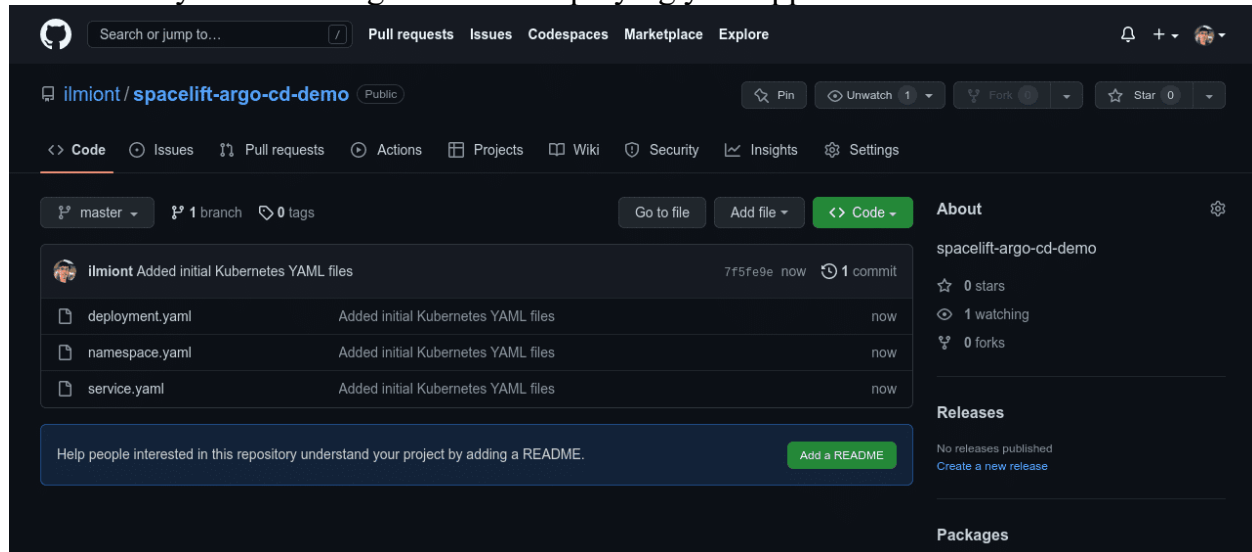 Search or jump to... / Pull requests Issues Codespaces Marketplace Explore
ilmiont / spacelift-argo-cd-demo Public Pin Unwatch 1 Fork 0 Star 0
Code Issues Pull requests Actions Projects Wiki Security Insights Settings
master 1 branch 0 tags Go to file Add file Code
ilmiont Added initial Kubernetes YAML files 7f5fe9e now 1 commit
deployment.yaml Added initial Kubernetes YAML files now
namespace.yaml Added initial Kubernetes YAML files now
service.yaml Added initial Kubernetes YAML files now
Help people interested in this repository understand your project by adding a README. Add a README
About
spacelift-argo-cd-demo
0 stars
1 watching
0 forks
Releases
No releases published
Create a new release
Packages